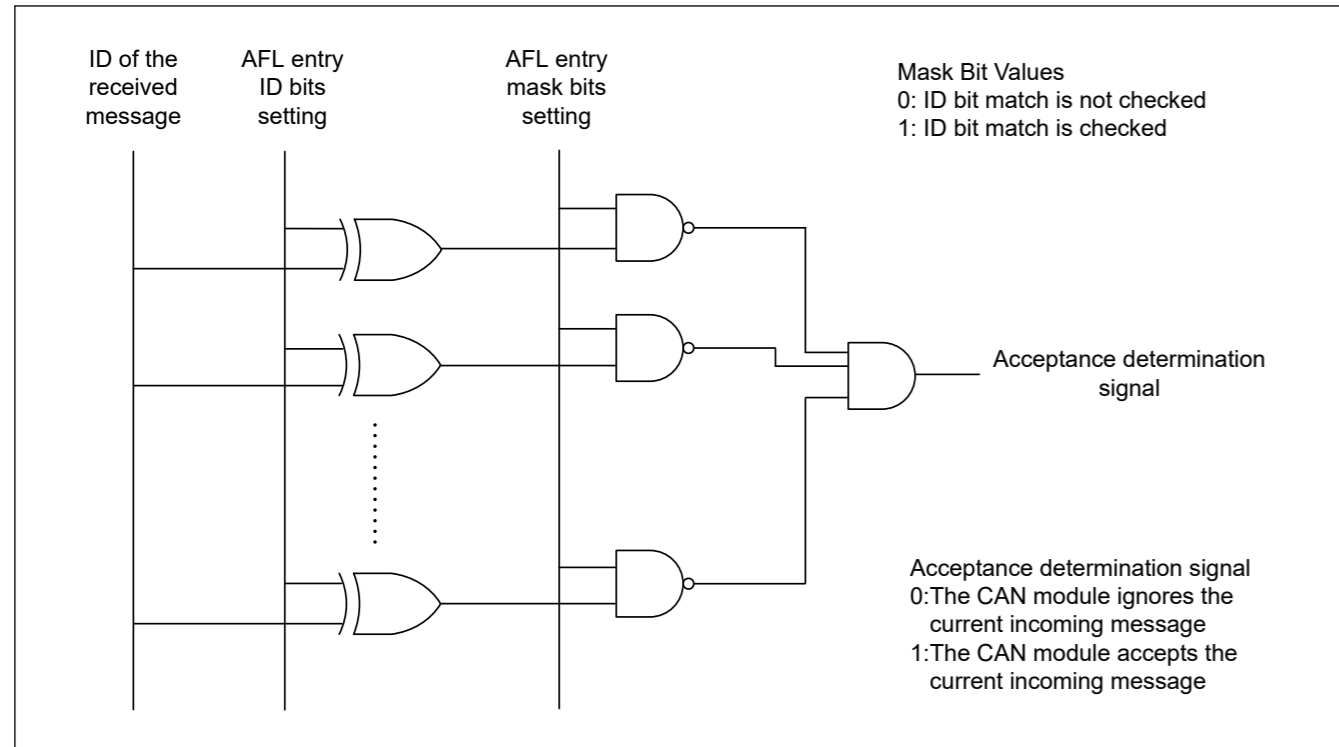 ID of the
received
message
AFL entry
ID bits
setting
AFL entry
mask bits
setting
Mask Bit Values
0: ID bit match is not checked
1: ID bit match is checked
Acceptance determination
signal
Acceptance determination signal
0:The CAN module ignores the
current incoming message
1:The CAN module accepts the
current incoming message